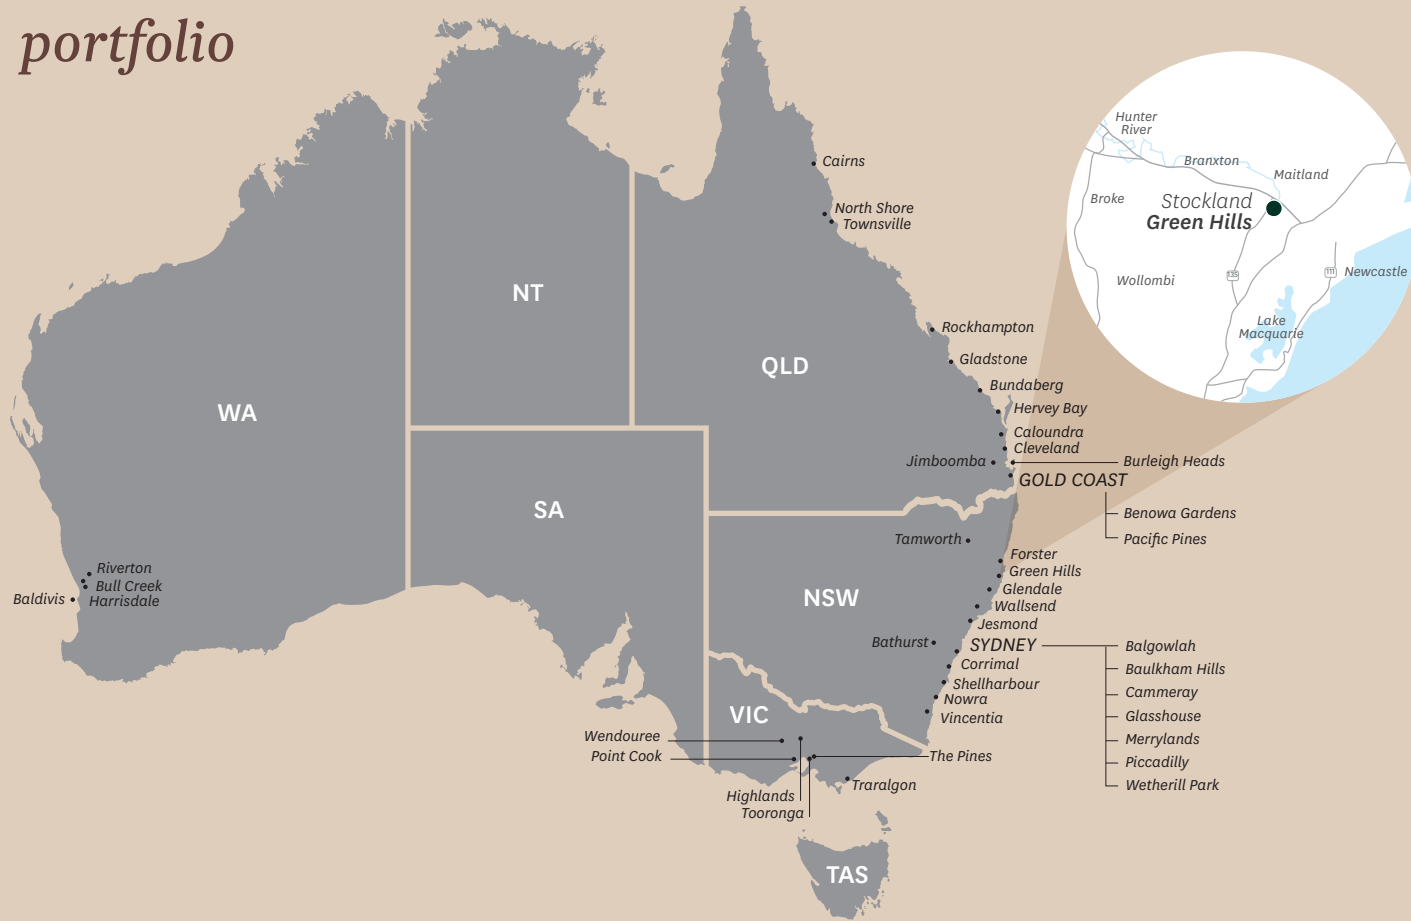 portfolio
Hunter
River
Branxton
Maitland
Broke
Stockland
Green Hills
Wollombi
135
111
Newcastle
Lake
Macquarie
Cairns
North Shore
Townsville
NT
Rockhampton
Gladstone
QLD
Bundaberg
WA
Hervey Bay
Caloundra
Cleveland
Jimboomba
Burleigh Heads
GOLD COAST
SA
Benowa Gardens
Pacific Pines
Tamworth
Forster
Green Hills
Glendale
Riverton
Bull Creek
Harrisdale
Baldivis
NSW
Wallsend
Jesmond
Bathurst
SYDNEY
Balgowlah
Baulkham Hills
Cammeray
Glasshouse
Merrylands
Piccadilly
Wetherill Park
Corrimal
Shellharbour
Nowra
Vincentia
VIC
Wendouree
Point Cook
The Pines
Traralgon
Highlands
Tooronga
TAS